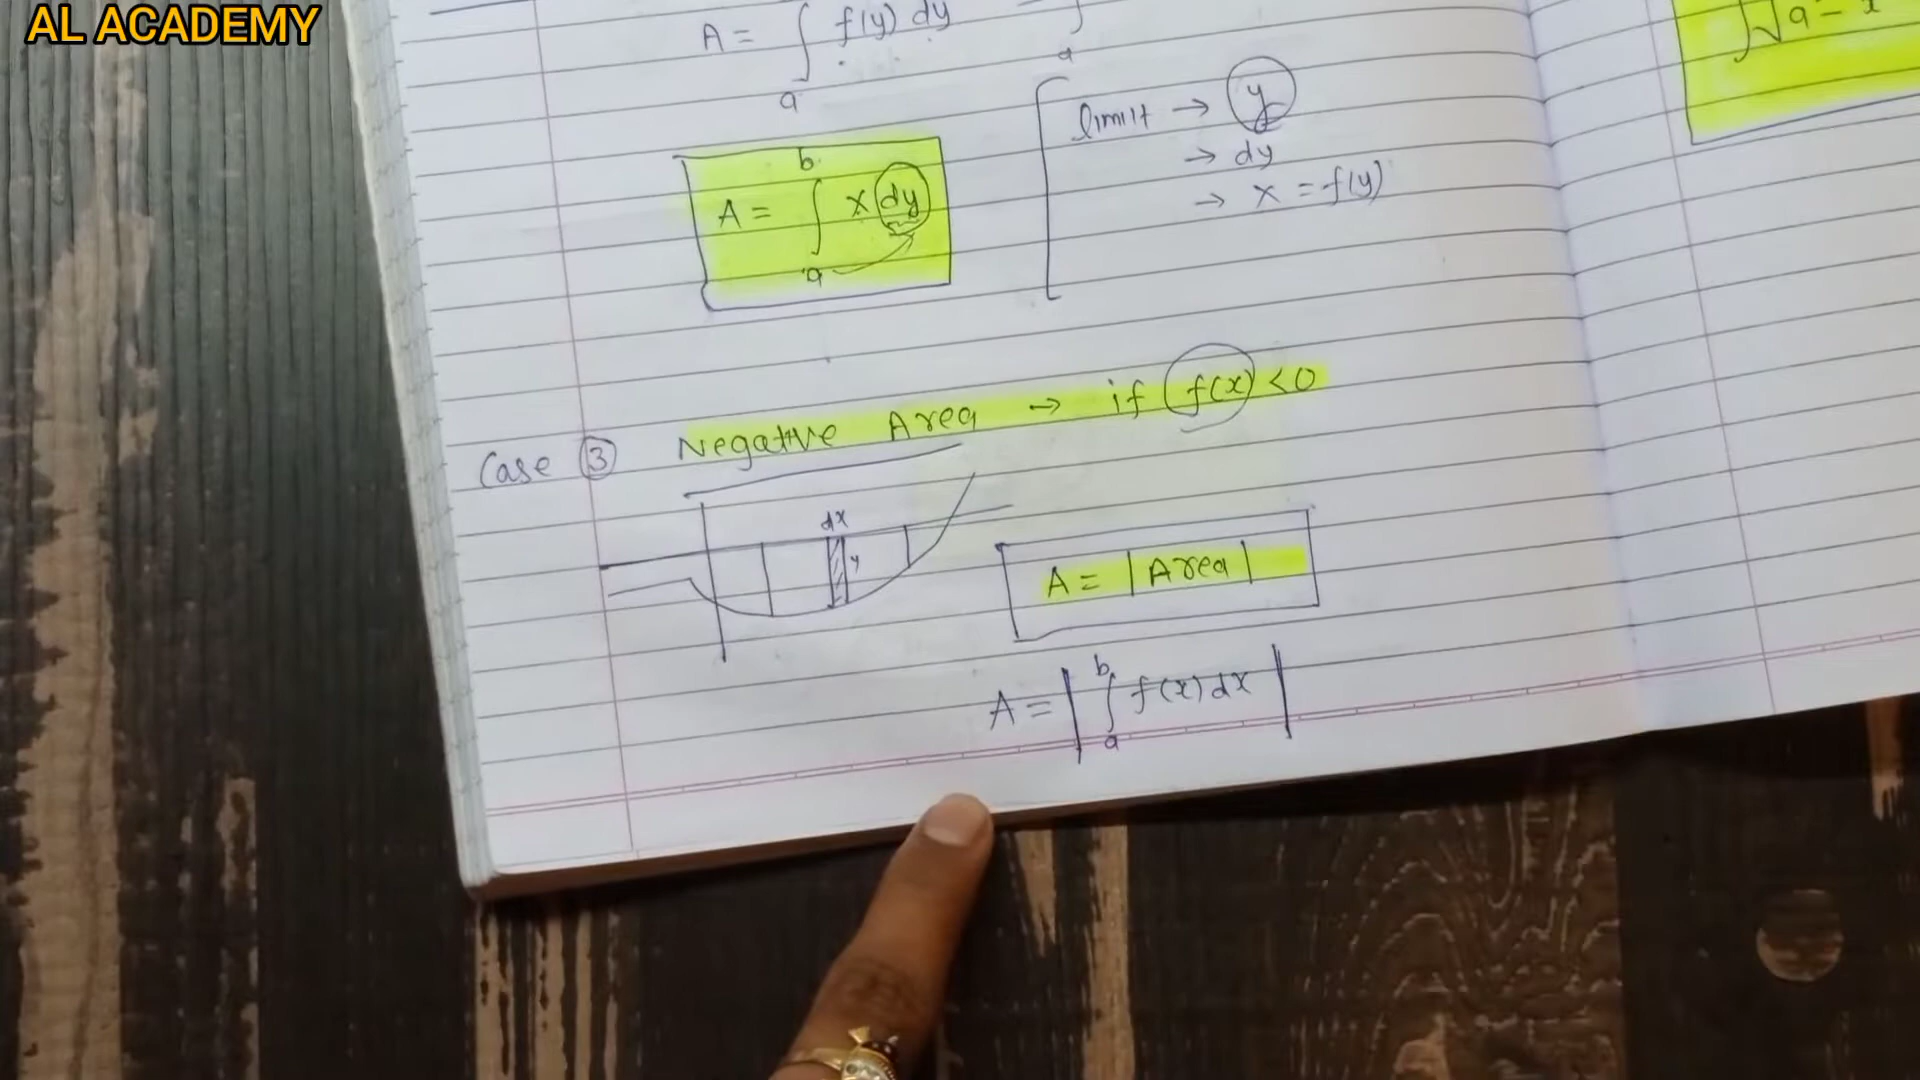 AL ACADEMY
A = ∫ f(y) dy
a
a
limit → y
→ dy
→ x = f(y)
b
A = ∫ x dy
a
Case 3 Negative Area → if f(x) < 0
dx
y
A = |Area|
b
A = | ∫ f(x) dx |
a
∫√a - x